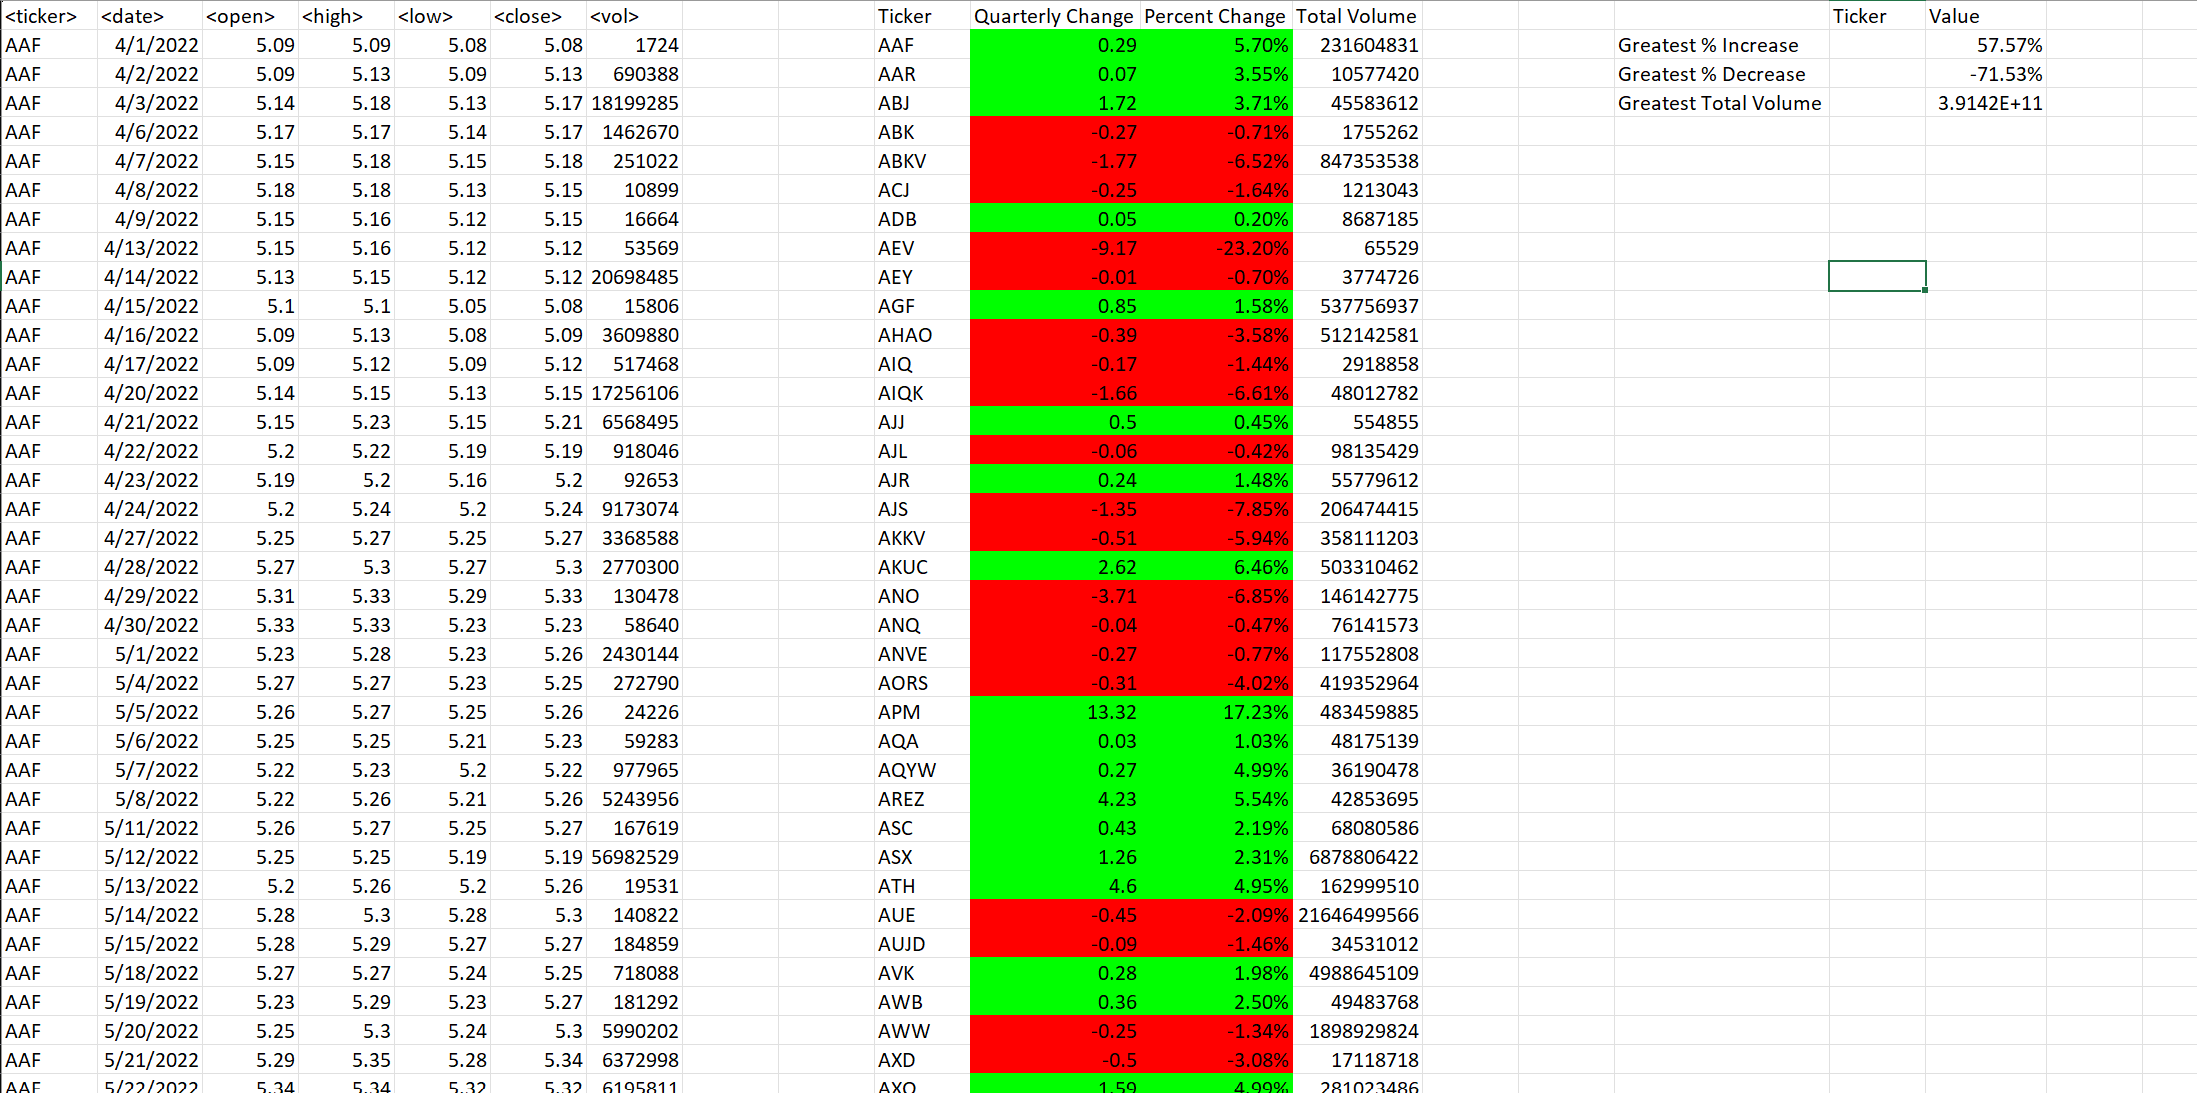 <ticker> <date> <open> <high> <low> <close> <vol> Ticker Quarterly Change Percent Change Total Volume Ticker Value
AAF 4/1/2022 5.09 5.09 5.08 5.08 1724 AAF 0.29 5.70% 231604831 Greatest % Increase 57.57%
AAF 4/2/2022 5.09 5.13 5.09 5.13 690388 AAR 0.07 3.55% 10577420 Greatest % Decrease -71.53%
AAF 4/3/2022 5.14 5.18 5.13 5.17 18199285 ABJ 1.72 3.71% 45583612 Greatest Total Volume 3.9142E+11
AAF 4/6/2022 5.17 5.17 5.14 5.17 1462670 ABK -0.27 -0.71% 1755262
AAF 4/7/2022 5.15 5.18 5.15 5.18 251022 ABKV -1.77 -6.52% 847353538
AAF 4/8/2022 5.18 5.18 5.13 5.15 10899 ACJ -0.25 -1.64% 1213043
AAF 4/9/2022 5.15 5.16 5.12 5.15 16664 ADB 0.05 0.20% 8687185
AAF 4/13/2022 5.15 5.16 5.12 5.12 53569 AEV -9.17 -23.20% 65529
AAF 4/14/2022 5.13 5.15 5.12 5.12 20698485 AEY -0.01 -0.70% 3774726
AAF 4/15/2022 5.1 5.1 5.05 5.08 15806 AGF 0.85 1.58% 537756937
AAF 4/16/2022 5.09 5.13 5.08 5.09 3609880 AHAO -0.39 -3.58% 512142581
AAF 4/17/2022 5.09 5.12 5.09 5.12 517468 AIQ -0.17 -1.44% 2918858
AAF 4/20/2022 5.14 5.15 5.13 5.15 17256106 AIQK -1.66 -6.61% 48012782
AAF 4/21/2022 5.15 5.23 5.15 5.21 6568495 AJJ 0.5 0.45% 554855
AAF 4/22/2022 5.2 5.22 5.19 5.19 918046 AJL -0.06 -0.42% 98135429
AAF 4/23/2022 5.19 5.2 5.16 5.2 92653 AJR 0.24 1.48% 55779612
AAF 4/24/2022 5.2 5.24 5.2 5.24 9173074 AJS -1.35 -7.85% 206474415
AAF 4/27/2022 5.25 5.27 5.25 5.27 3368588 AKKV -0.51 -5.94% 358111203
AAF 4/28/2022 5.27 5.3 5.27 5.3 2770300 AKUC 2.62 6.46% 503310462
AAF 4/29/2022 5.31 5.33 5.29 5.33 130478 ANO -3.71 -6.85% 146142775
AAF 4/30/2022 5.33 5.33 5.23 5.23 58640 ANQ -0.04 -0.47% 76141573
AAF 5/1/2022 5.23 5.28 5.23 5.26 2430144 ANVE -0.27 -0.77% 117552808
AAF 5/4/2022 5.27 5.27 5.23 5.25 272790 AORS -0.31 -4.02% 419352964
AAF 5/5/2022 5.26 5.27 5.25 5.26 24226 APM 13.32 17.23% 483459885
AAF 5/6/2022 5.25 5.25 5.21 5.23 59283 AQA 0.03 1.03% 48175139
AAF 5/7/2022 5.22 5.23 5.2 5.22 977965 AQYW 0.27 4.99% 36190478
AAF 5/8/2022 5.22 5.26 5.21 5.26 5243956 AREZ 4.23 5.54% 42853695
AAF 5/11/2022 5.26 5.27 5.25 5.27 167619 ASC 0.43 2.19% 68080586
AAF 5/12/2022 5.25 5.25 5.19 5.19 56982529 ASX 1.26 2.31% 6878806422
AAF 5/13/2022 5.2 5.26 5.2 5.26 19531 ATH 4.6 4.95% 162999510
AAF 5/14/2022 5.28 5.3 5.28 5.3 140822 AUE -0.45 -2.09% 21646499566
AAF 5/15/2022 5.28 5.29 5.27 5.27 184859 AUJD -0.09 -1.46% 34531012
AAF 5/18/2022 5.27 5.27 5.24 5.25 718088 AVK 0.28 1.98% 4988645109
AAF 5/19/2022 5.23 5.29 5.23 5.27 181292 AWB 0.36 2.50% 49483768
AAF 5/20/2022 5.25 5.3 5.24 5.3 5990202 AWW -0.25 -1.34% 1898929824
AAF 5/21/2022 5.29 5.35 5.28 5.34 6372998 AXD -0.5 -3.08% 17118718
AAF 5/22/2022 5.34 5.34 5.32 5.32 6195811 AXO 1.59 4.99% 281023486